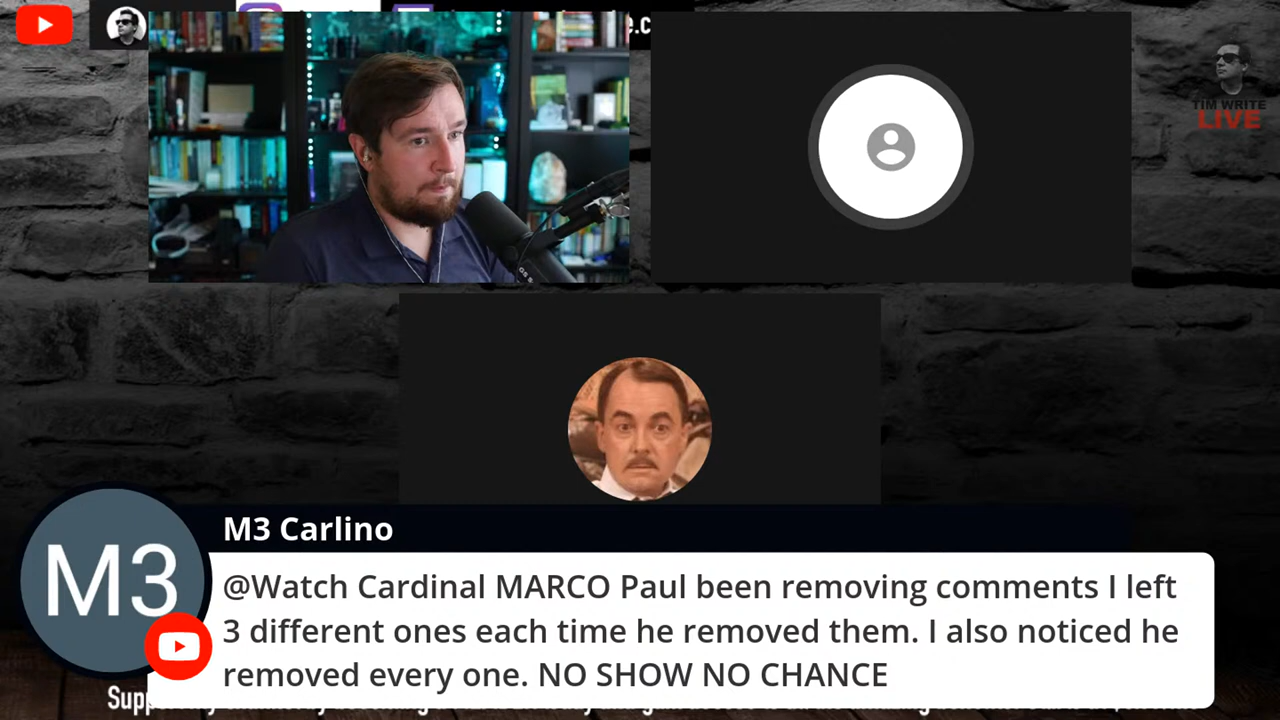 TIM WRITE
LIVE
M3 Carlino
M3
@Watch Cardinal MARCO Paul been removing comments I left
3 different ones each time he removed them. I also noticed he
removed every one. NO SHOW NO CHANCE